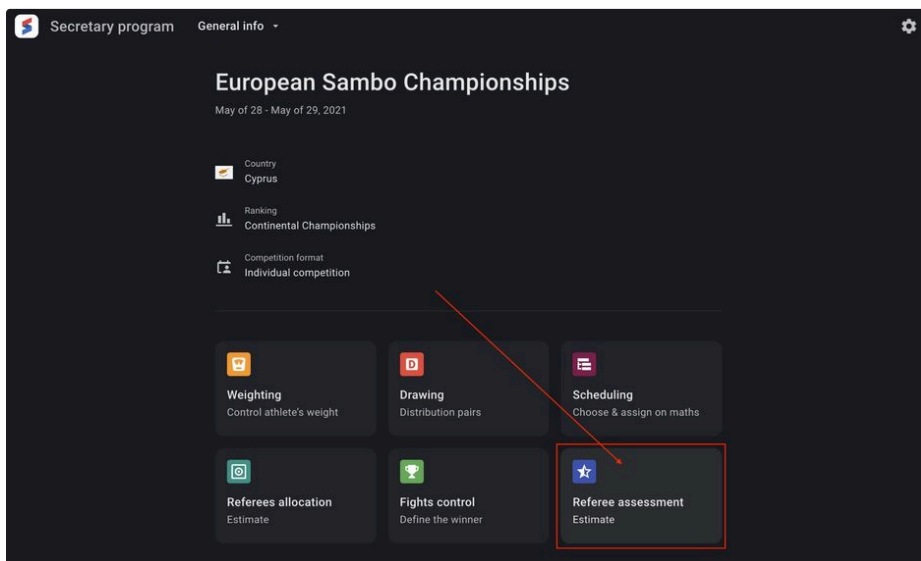 Secretary program
General info
European Sambo Championships
May of 28 - May of 29, 2021
Country
Cyprus
Ranking
Continental Championships
Competition format
Individual competition
Weighting
Control athlete's weight
Drawing
Distribution pairs
Scheduling
Choose & assign on maths
Referees allocation
Estimate
Fights control
Define the winner
Referee assessment
Estimate